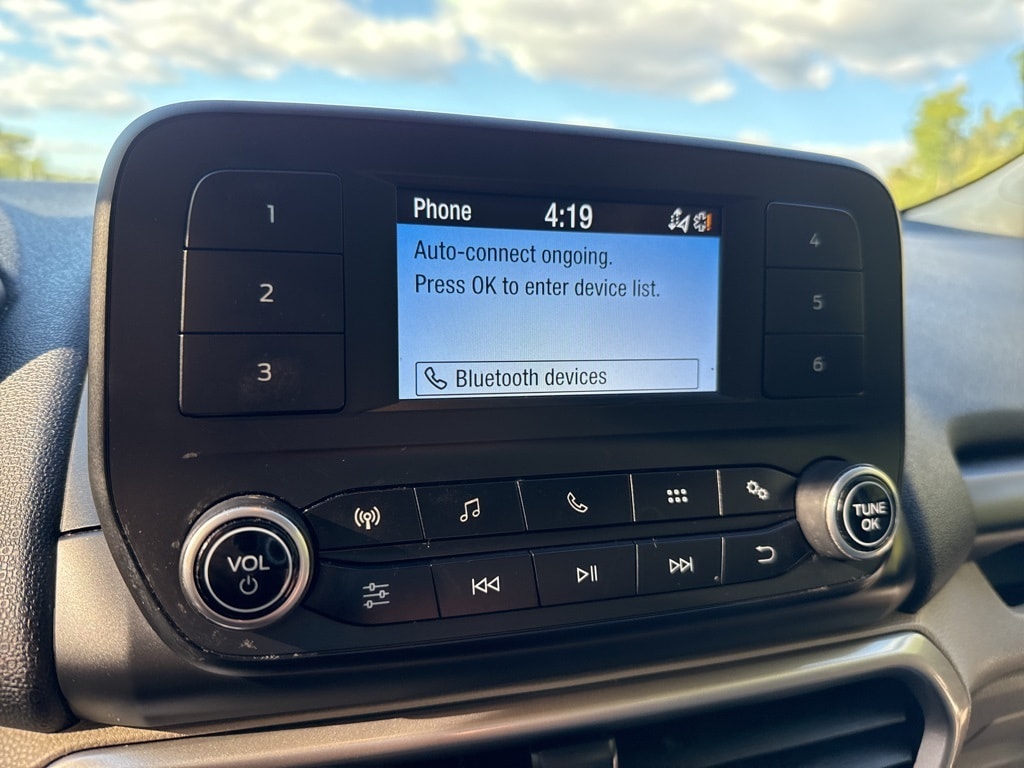 1
2
3
Phone 4:19
Auto-connect ongoing.
Press OK to enter device list.
Bluetooth devices
4
5
6
VOL
TUNE
OK